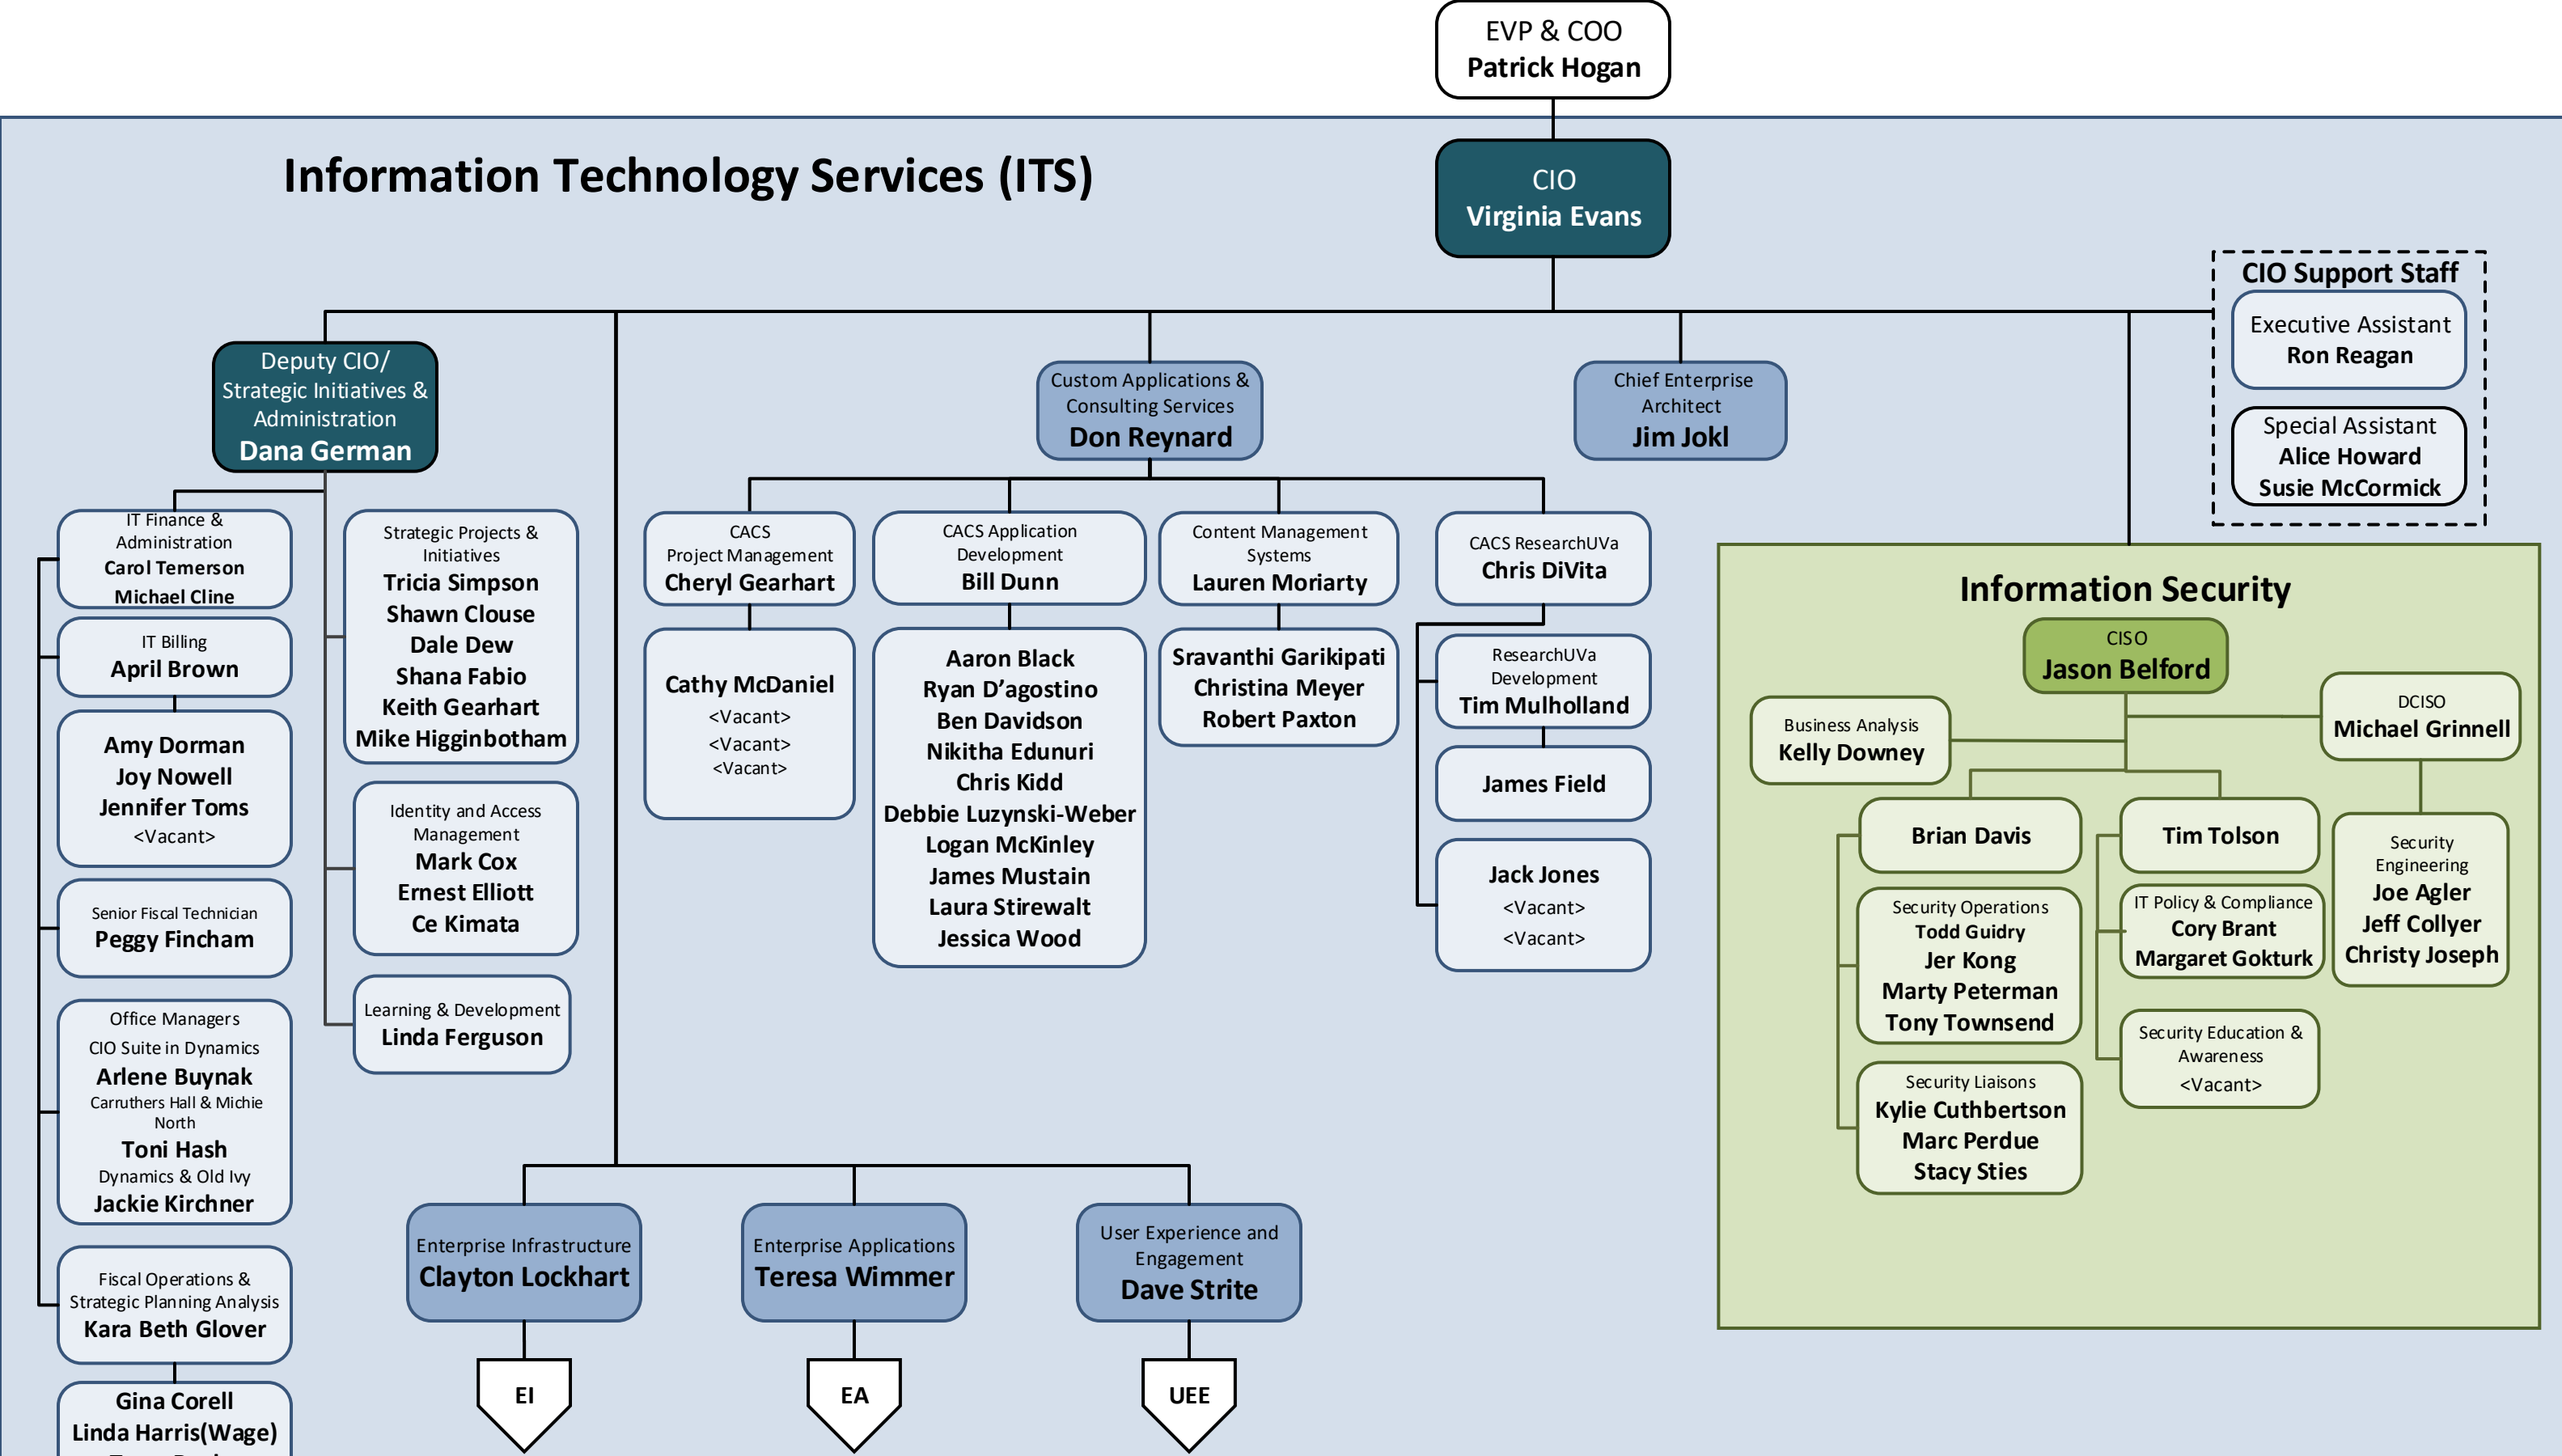 EVP & COO
Patrick Hogan
Information Technology Services (ITS)
CIO
Virginia Evans
CIO Support Staff
Executive Assistant
Ron Reagan
Special Assistant
Alice Howard
Susie McCormick
Deputy CIO/
Strategic Initiatives &
Administration
Dana German
IT Finance &
Administration
Carol Temerson
Michael Cline
IT Billing
April Brown
Amy Dorman
Joy Nowell
Jennifer Toms
<Vacant>
Senior Fiscal Technician
Peggy Fincham
Office Managers
CIO Suite in Dynamics
Arlene Buynak
Carruthers Hall & Michie
North
Toni Hash
Dynamics & Old Ivy
Jackie Kirchner
Fiscal Operations &
Strategic Planning Analysis
Kara Beth Glover
Gina Corell
Linda Harris(Wage)
Strategic Projects &
Initiatives
Tricia Simpson
Shawn Clouse
Dale Dew
Shana Fabio
Keith Gearhart
Mike Higginbotham
Identity and Access
Management
Mark Cox
Ernest Elliott
Ce Kimata
Learning & Development
Linda Ferguson
Custom Applications &
Consulting Services
Don Reynard
CACS
Project Management
Cheryl Gearhart
Cathy McDaniel
<Vacant>
<Vacant>
<Vacant>
CACS Application
Development
Bill Dunn
Aaron Black
Ryan D’agostino
Ben Davidson
Nikitha Edunuri
Chris Kidd
Debbie Luzynski-Weber
Logan McKinley
James Mustain
Laura Stirewalt
Jessica Wood
Content Management
Systems
Lauren Moriarty
Sravanthi Garikipati
Christina Meyer
Robert Paxton
CACS ResearchUVa
Chris DiVita
ResearchUVa
Development
Tim Mulholland
James Field
Jack Jones
<Vacant>
<Vacant>
Chief Enterprise
Architect
Jim Jokl
Information Security
CISO
Jason Belford
Business Analysis
Kelly Downey
DCISO
Michael Grinnell
Brian Davis
Security Operations
Todd Guidry
Jer Kong
Marty Peterman
Tony Townsend
Security Liaisons
Kylie Cuthbertson
Marc Perdue
Stacy Sties
Tim Tolson
IT Policy & Compliance
Cory Brant
Margaret Gokturk
Security Education &
Awareness
<Vacant>
Security
Engineering
Joe Agler
Jeff Collyer
Christy Joseph
Enterprise Infrastructure
Clayton Lockhart
EI
Enterprise Applications
Teresa Wimmer
EA
User Experience and
Engagement
Dave Strite
UEE